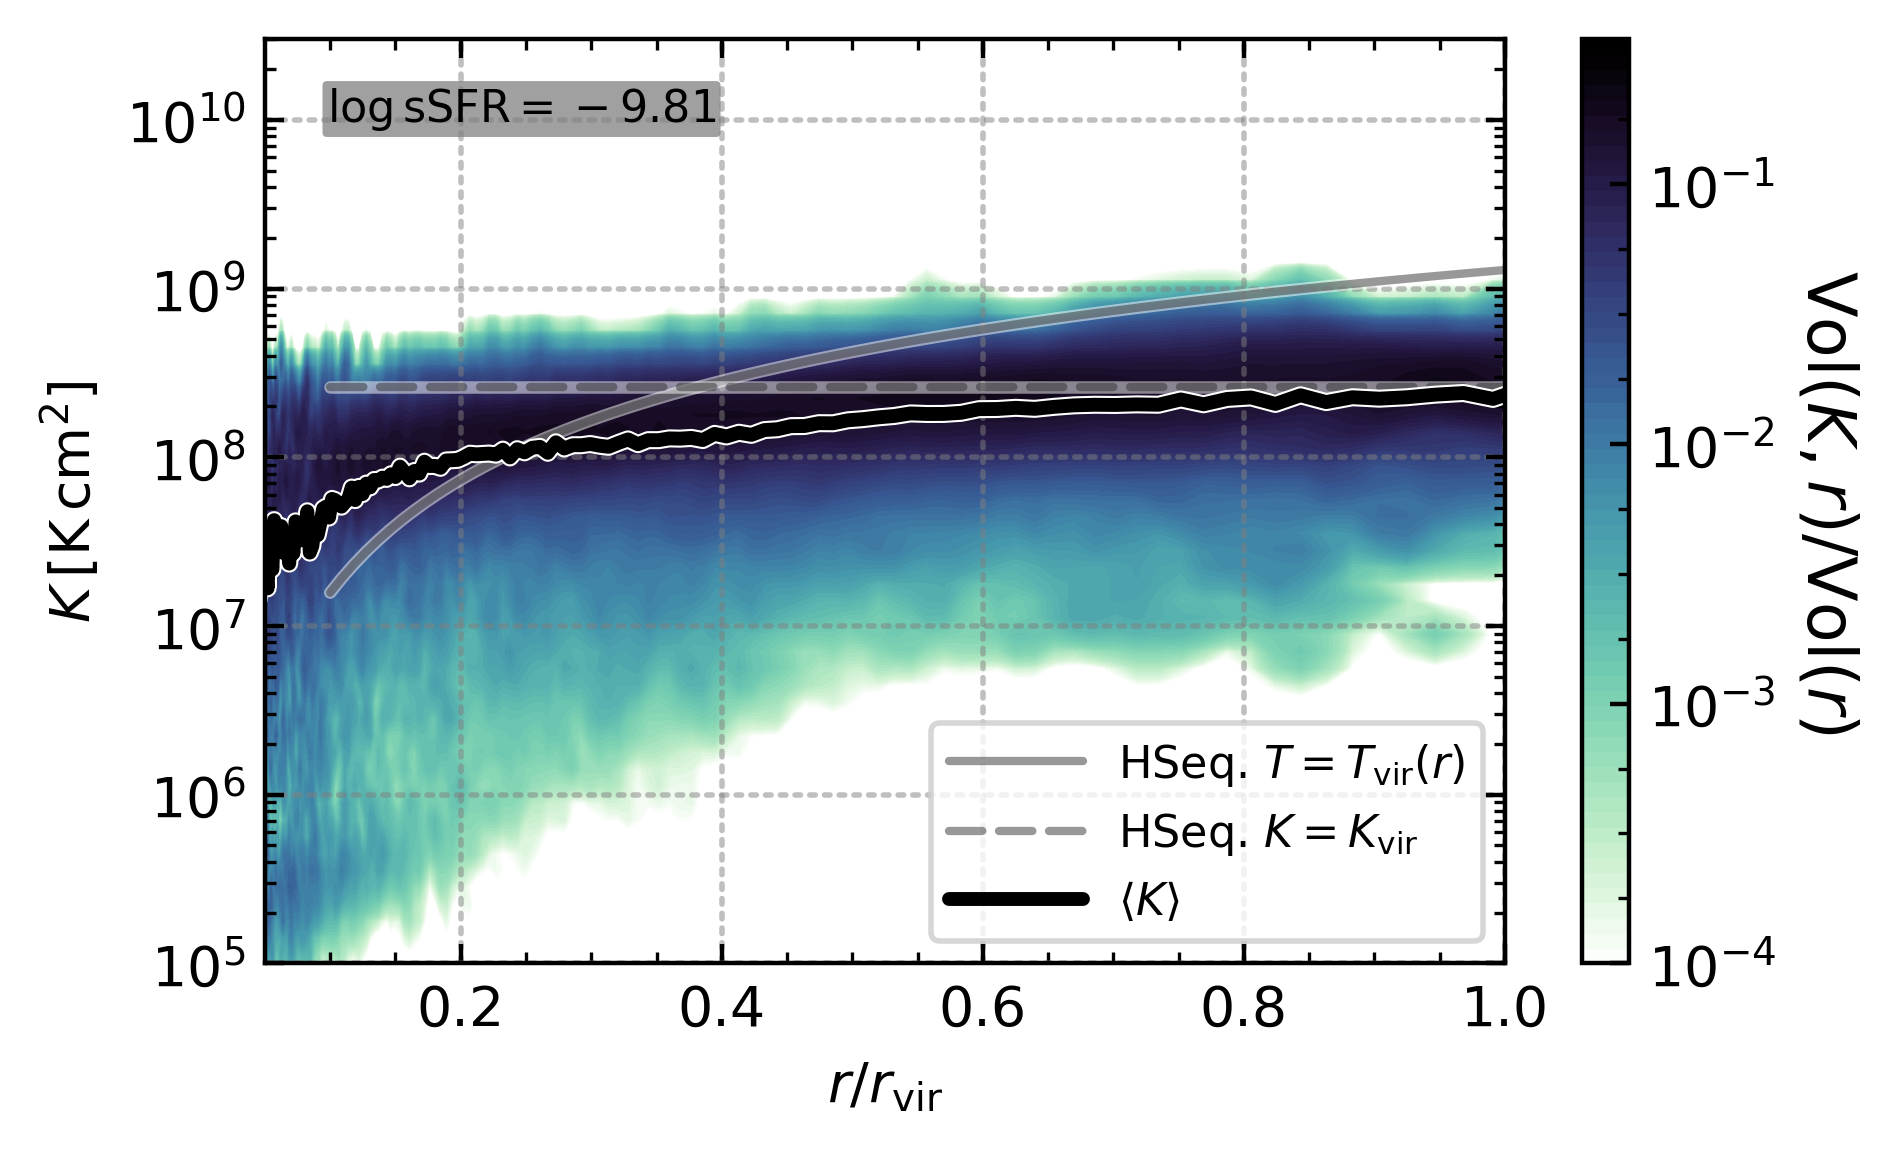 log sSFR = − 9.81
10^10
10^9
10^8
10^7
10^6
10^5
K [K cm^2]
0.2 0.4 0.6 0.8 1.0
r/r_vir
HSeq. T = T_vir(r)
HSeq. K = K_vir
⟨K⟩
10^−1
10^−2
10^−3
10^−4
Vol(K, r)/Vol(r)